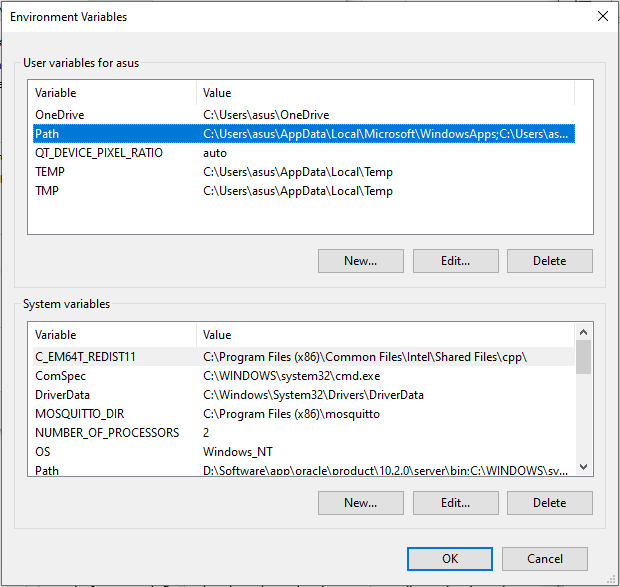 Environment Variables
User variables for asus
Variable Value
OneDrive C:\Users\asus\OneDrive
Path C:\Users\asus\AppData\Local\Microsoft\WindowsApps;C:\Users\as...
QT_DEVICE_PIXEL_RATIO auto
TEMP C:\Users\asus\AppData\Local\Temp
TMP C:\Users\asus\AppData\Local\Temp
New... Edit... Delete
System variables
Variable Value
C_EM64T_REDIST11 C:\Program Files (x86)\Common Files\Intel\Shared Files\cpp\
ComSpec C:\WINDOWS\system32\cmd.exe
DriverData C:\Windows\System32\Drivers\DriverData
MOSQUITTO_DIR C:\Program Files (x86)\mosquitto
NUMBER_OF_PROCESSORS 2
OS Windows_NT
Path D:\Software\app\oracle\product\10.2.0\server\bin;C:\WINDOWS\sy...
New... Edit... Delete
OK Cancel